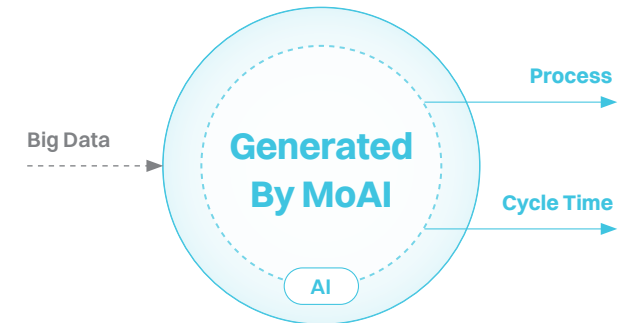 Process
Big Data
Generated
By MoAI
Cycle Time
AI